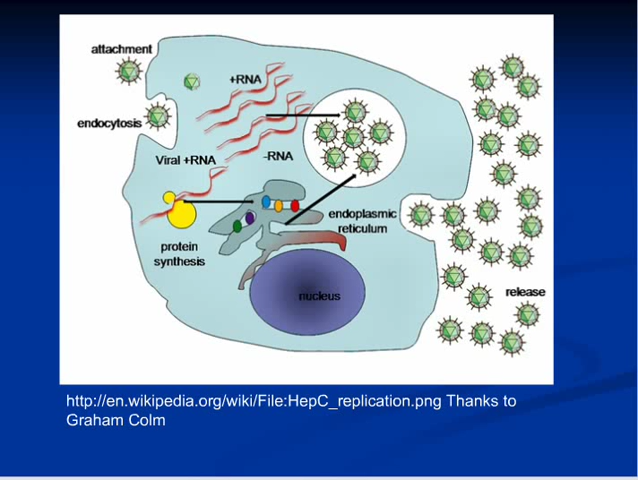 attachment
+RNA
endocytosis
Viral +RNA
-RNA
endoplasmic
reticulum
protein
synthesis
nucleus
release
http://en.wikipedia.org/wiki/File:HepC_replication.png Thanks to
Graham Colm